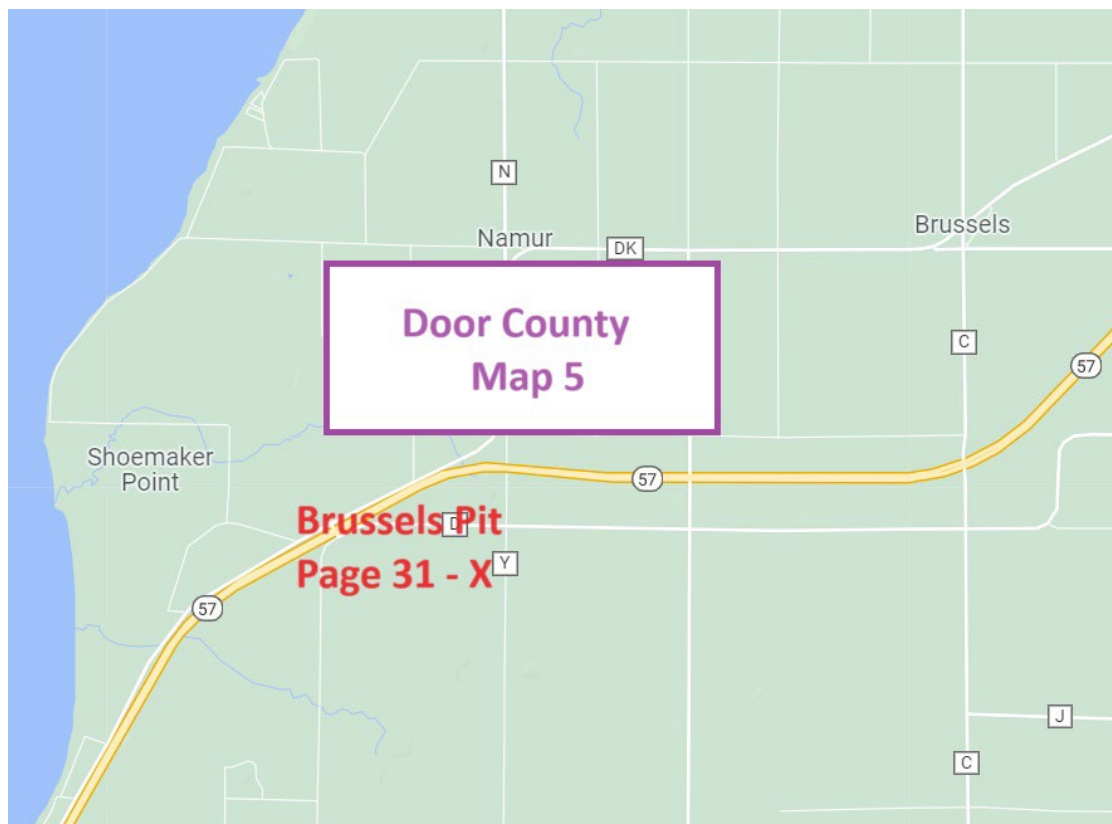 N
Namur
DK
Brussels
Door County
Map 5
C
57
Shoemaker
Point
57
Brussels Pit
D
Page 31 - X
Y
57
J
C